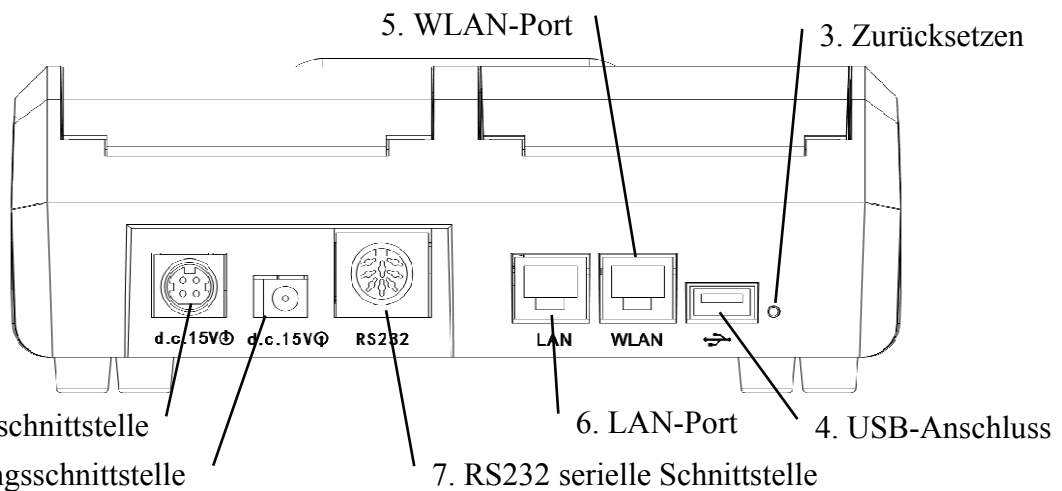 5. WLAN-Port
3. Zurücksetzen
d.c.15V
d.c.15V
RS232
LAN
WLAN
schnittstelle
6. LAN-Port
4. USB-Anschluss
ngsschnittstelle
7. RS232 serielle Schnittstelle